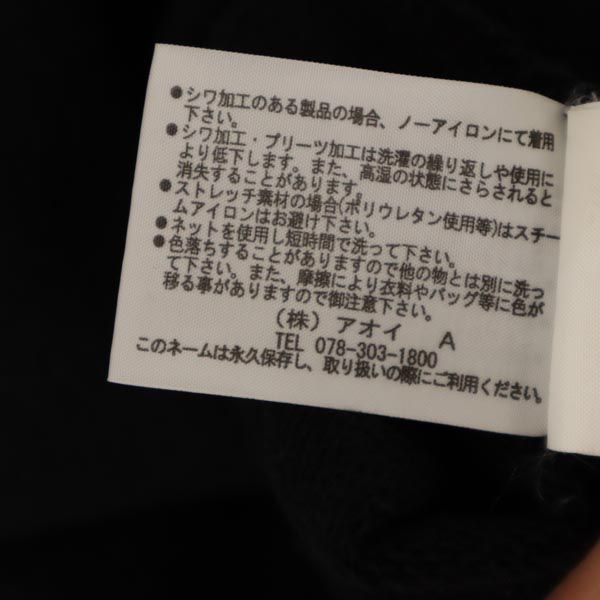 ●シワ加工のある製品の場合、ノーアイロンにて着用
下さい。
●シワ加工・プリーツ加工は洗濯の繰り返しや使用に
より低下します。また、高湿の状態にさらされると
消失することがあります。
●ストレッチ素材の場合(ポリウレタン使用等)はスチー
ムアイロンはお避け下さい。
●ネットを使用し短時間で洗って下さい。
●色落ちすることがありますので他の物とは別に洗っ
て下さい。また、摩擦により衣料やバッグ等に色が
移る事がありますので御注意下さい。
(株) アオイ A
TEL 078-303-1800
このネームは永久保存し、取り扱いの際にご利用ください。